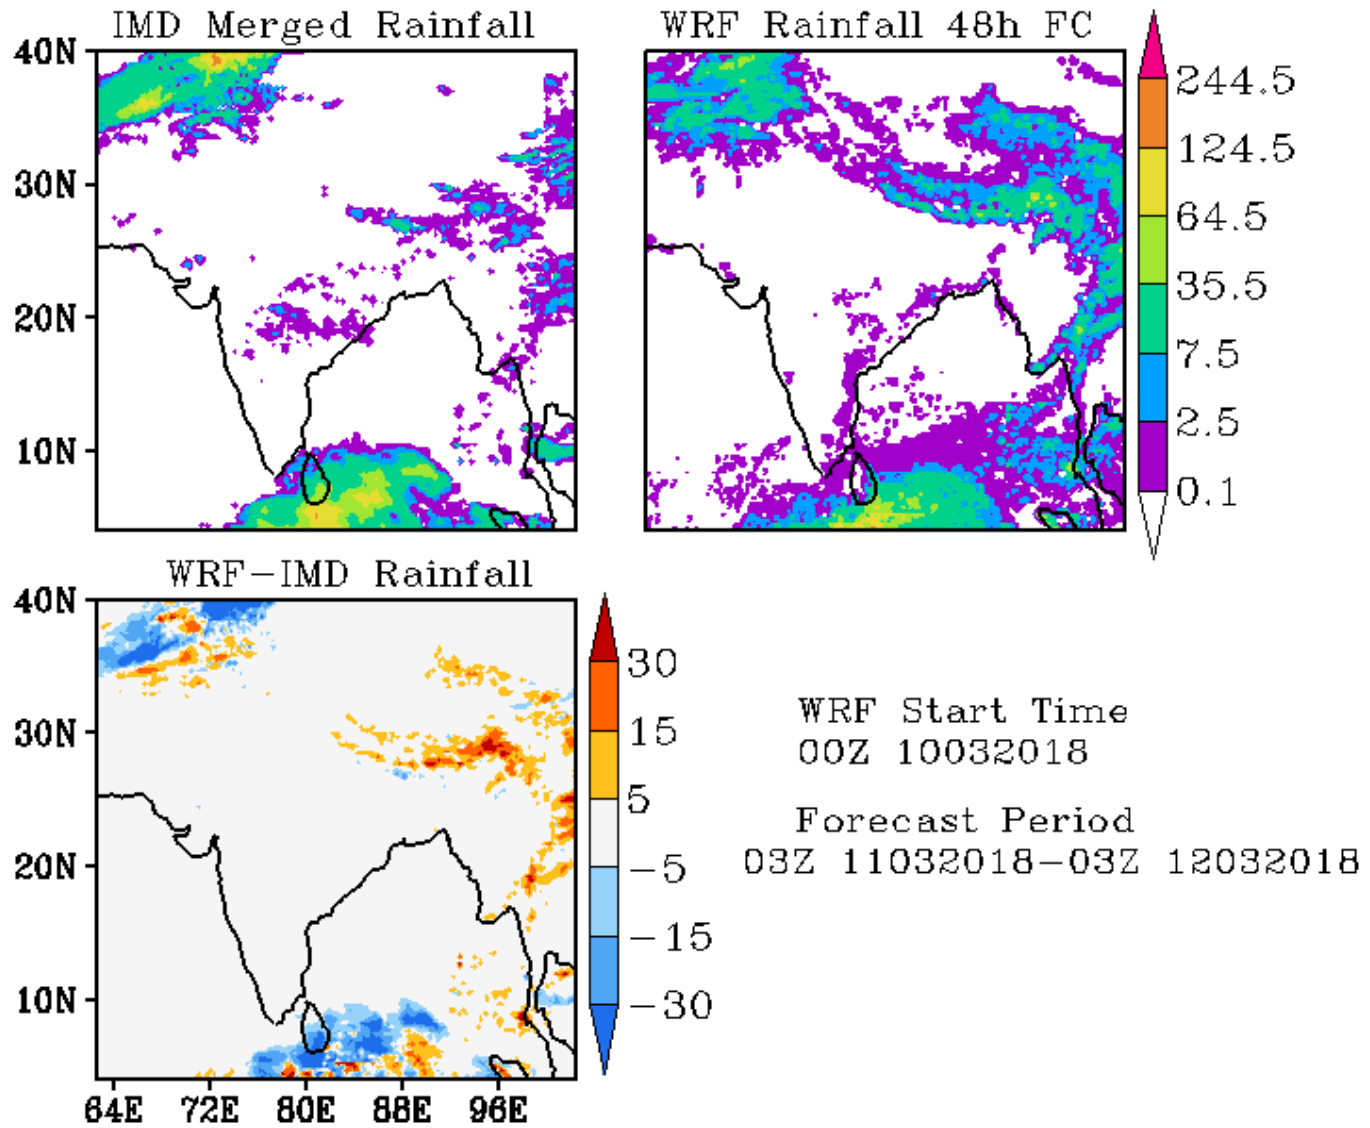 IMD Merged Rainfall
WRF Rainfall 48h FC
40N
30N
20N
10N
244.5
124.5
64.5
35.5
7.5
2.5
0.1
WRF-IMD Rainfall
40N
30N
20N
10N
64E 72E 80E 88E 96E
30
15
5
-5
-15
-30
WRF Start Time
00Z 10032018
Forecast Period
03Z 11032018-03Z 12032018